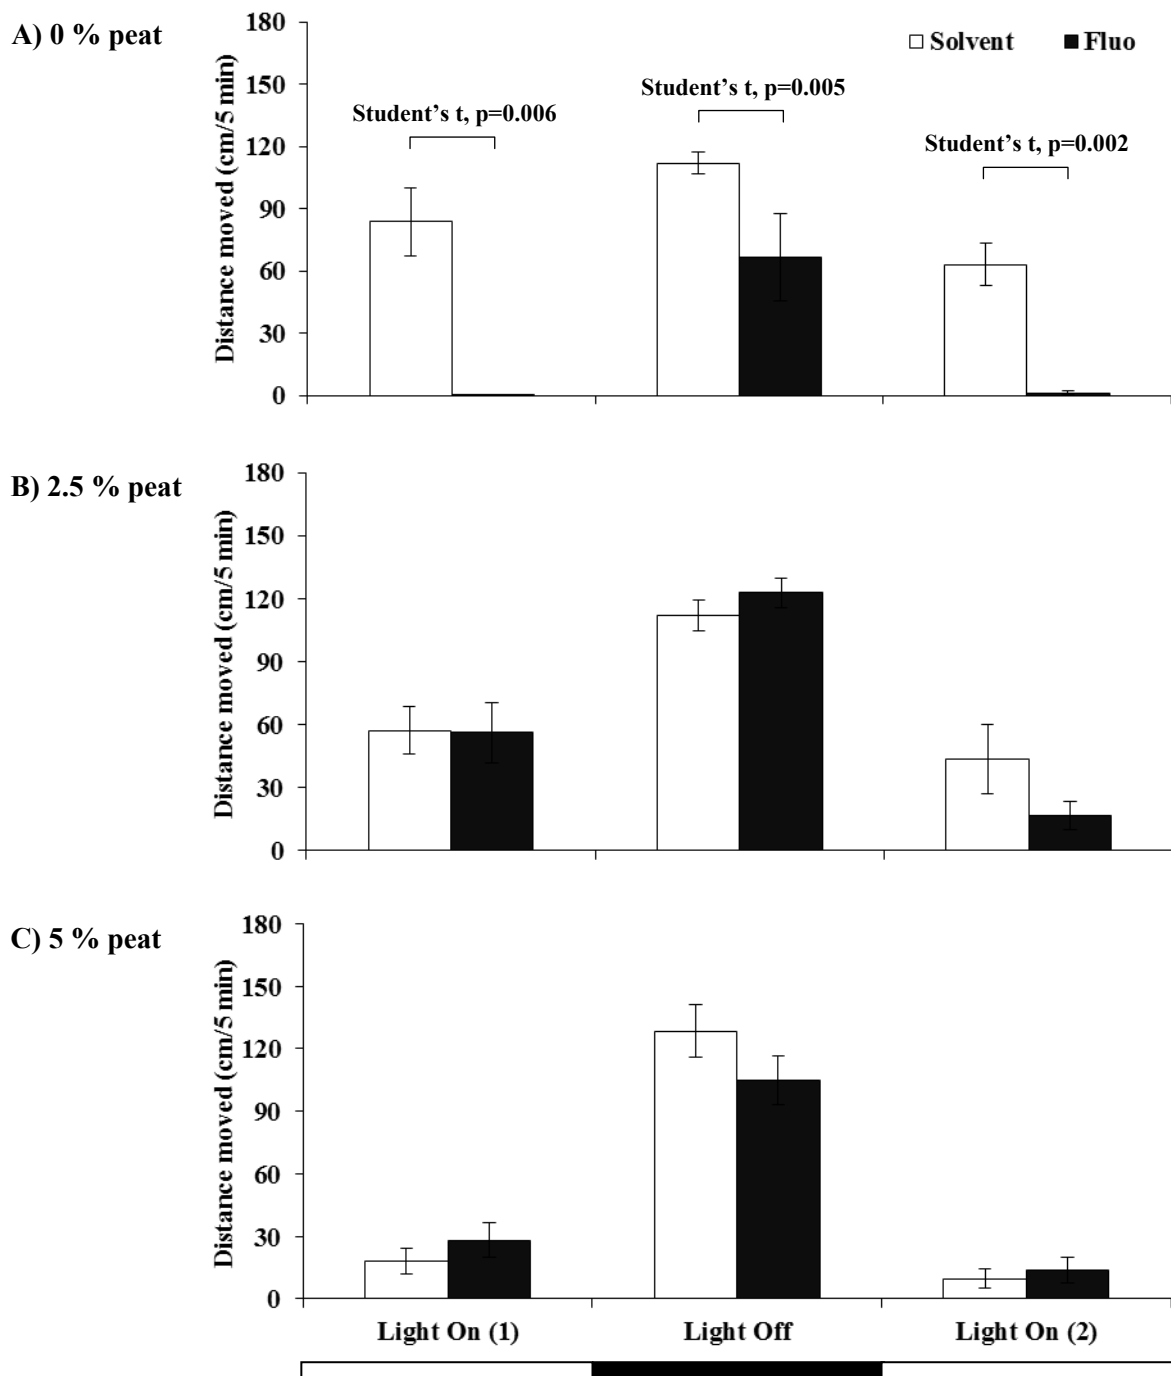 A) 0 % peat
Distance moved (cm/5 min)
180
150
120
90
60
30
0
Solvent Fluo
Student’s t, p=0.006
Student’s t, p=0.005
Student’s t, p=0.002
B) 2.5 % peat
Distance moved (cm/5 min)
180
150
120
90
60
30
0
C) 5 % peat
Distance moved (cm/5 min)
180
150
120
90
60
30
0
Light On (1) Light Off Light On (2)